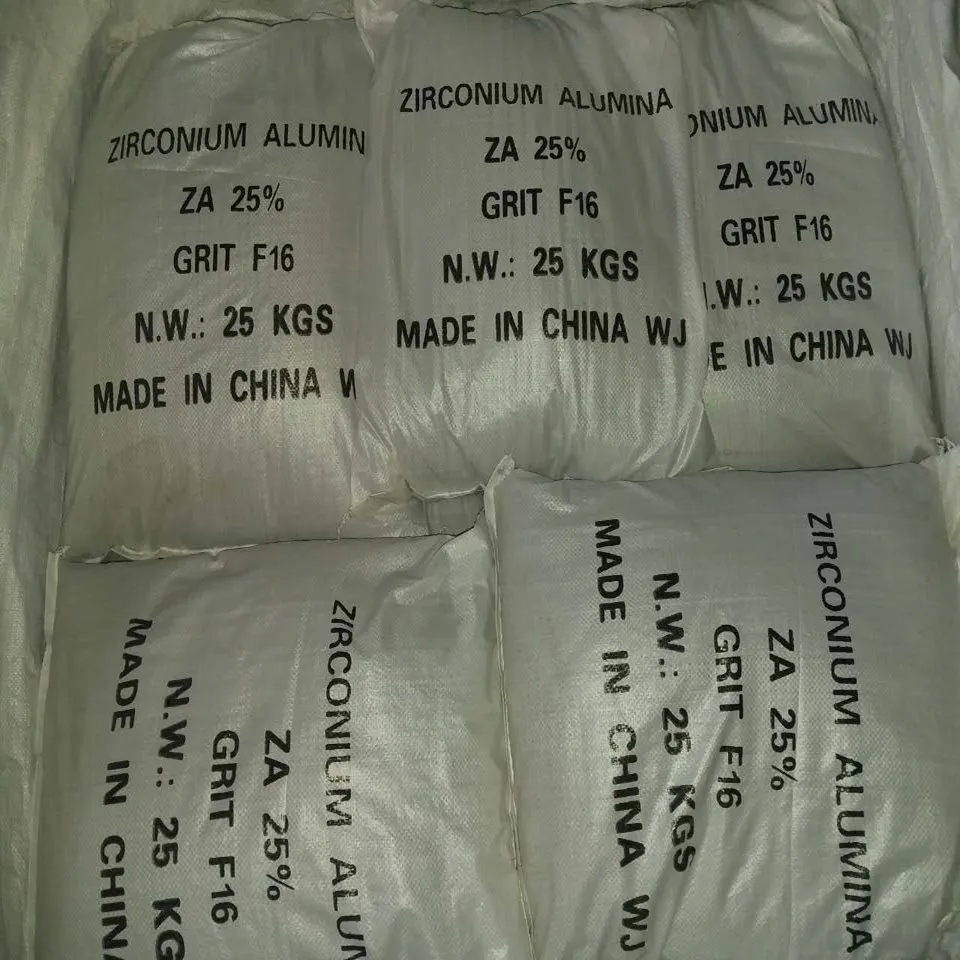 ZIRCONIUM ALUMIN
ZA 25%
GRIT F16
N.W.: 25 KGS
MADE IN CHINA
ZIRCONIUM ALUMINA
ZA 25%
GRIT F16
N.W.: 25 KGS
MADE IN CHINA WJ
ONIUM ALUMINA
ZA 25%
GRIT F16
.W.: 25 KGS
E IN CHINA WJ
ZIRCONIUM ALUM
ZA 25%
GRIT F16
N.W.: 25 KG
MADE IN CHINA
ZIRCONIUM ALUMINA
ZA 25%
GRIT F16
N.W.: 25 KGS
MADE IN CHINA WJ